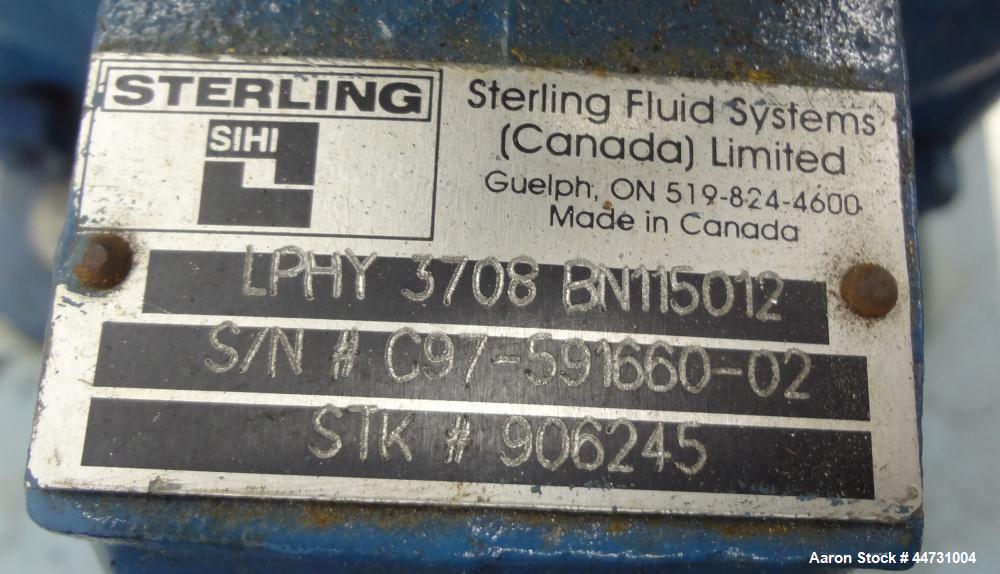 STERLING
SIHI
Sterling Fluid Systems
(Canada) Limited
Guelph, ON 519-824-4600
Made in Canada
LPHY 3708 BN115012
S/N # C97-591660-02
STK # 906245
Aaron Stock # 44731004